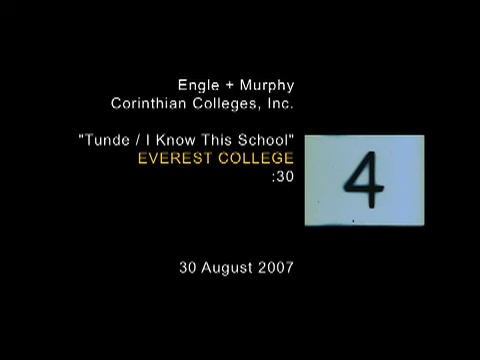 Engle + Murphy
Corinthian Colleges, Inc.
"Tunde / I Know This School"
EVEREST COLLEGE
:30
4
30 August 2007